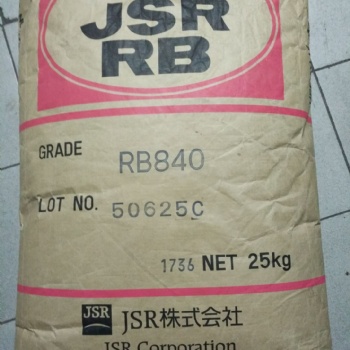 JSR
RB
GRADE RB840
LOT NO. 50625C
1736 NET 25kg
JSR JSR株式会社
JSR Corporation